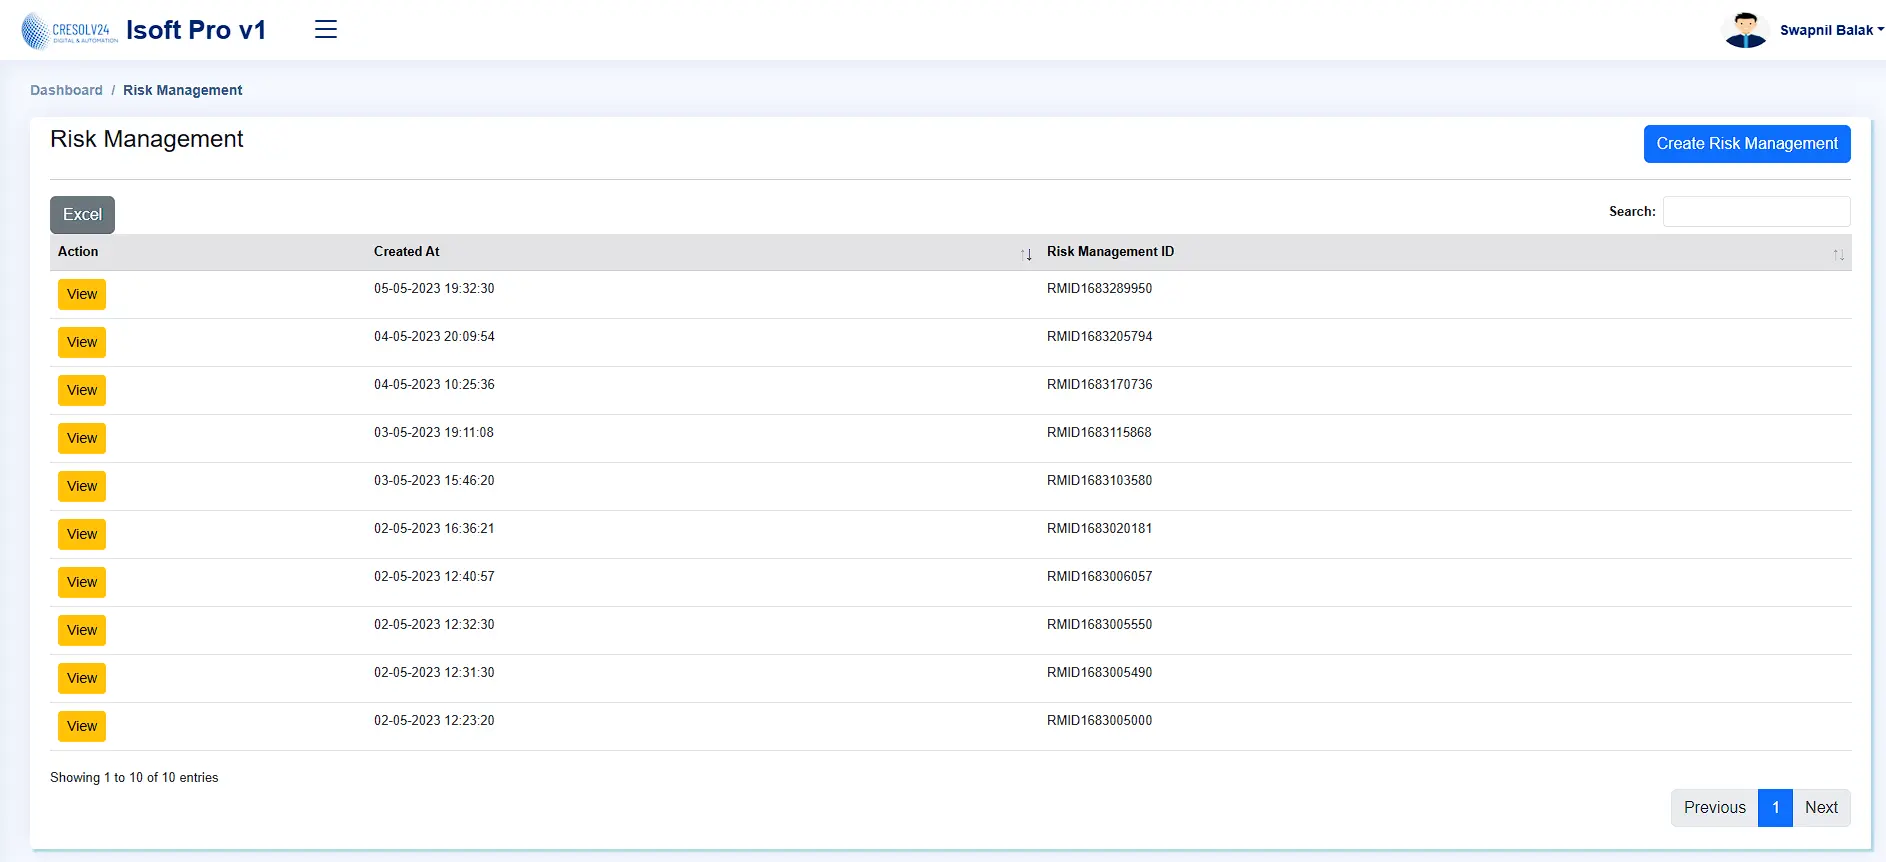 CRESOLV24
DIGITAL & AUTOMATION
Isoft Pro v1
Swapnil Balak
Dashboard / Risk Management
Risk Management
Create Risk Management
Excel
Search:
Action Created At Risk Management ID
View 05-05-2023 19:32:30 RMID1683289950
View 04-05-2023 20:09:54 RMID1683205794
View 04-05-2023 10:25:36 RMID1683170736
View 03-05-2023 19:11:08 RMID1683115868
View 03-05-2023 15:46:20 RMID1683103580
View 02-05-2023 16:36:21 RMID1683020181
View 02-05-2023 12:40:57 RMID1683006057
View 02-05-2023 12:32:30 RMID1683005550
View 02-05-2023 12:31:30 RMID1683005490
View 02-05-2023 12:23:20 RMID1683005000
Showing 1 to 10 of 10 entries
Previous 1 Next